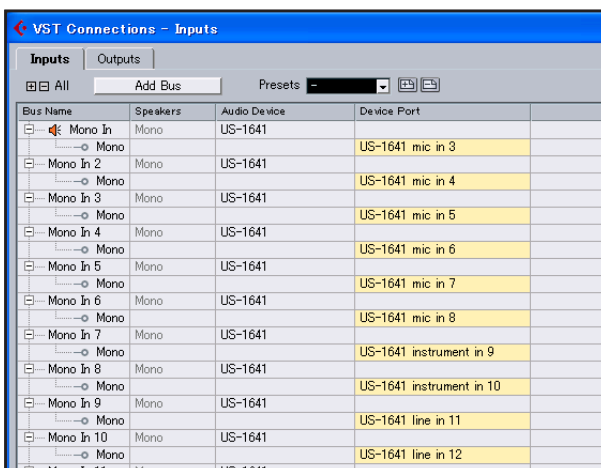 VST Connections - Inputs
Inputs Outputs
All Add Bus Presets -
Bus Name Speakers Audio Device Device Port
Mono In Mono US-1641
Mono US-1641 mic in 3
Mono In 2 Mono US-1641
Mono US-1641 mic in 4
Mono In 3 Mono US-1641
Mono US-1641 mic in 5
Mono In 4 Mono US-1641
Mono US-1641 mic in 6
Mono In 5 Mono US-1641
Mono US-1641 mic in 7
Mono In 6 Mono US-1641
Mono US-1641 mic in 8
Mono In 7 Mono US-1641
Mono US-1641 instrument in 9
Mono In 8 Mono US-1641
Mono US-1641 instrument in 10
Mono In 9 Mono US-1641
Mono US-1641 line in 11
Mono In 10 Mono US-1641
Mono US-1641 line in 12